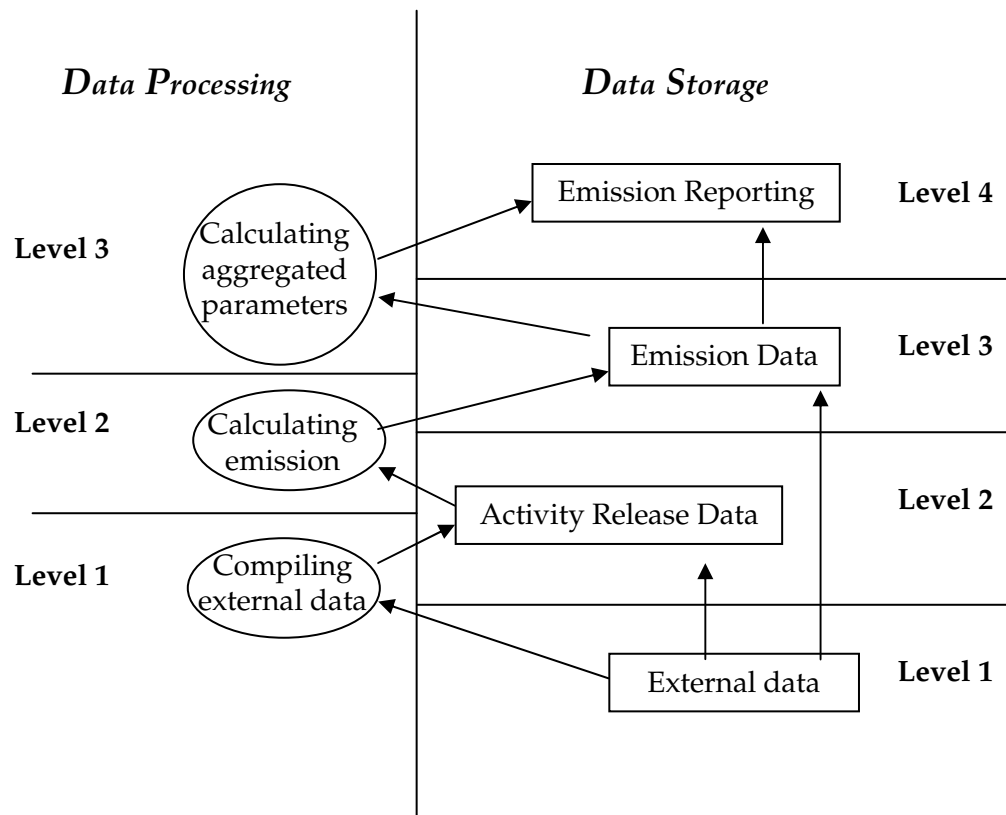 Data Processing
Data Storage
Level 3
Calculating
aggregated
parameters
Level 2
Calculating
emission
Level 1
Compiling
external data
Emission Reporting
Level 4
Emission Data
Level 3
Activity Release Data
Level 2
External data
Level 1